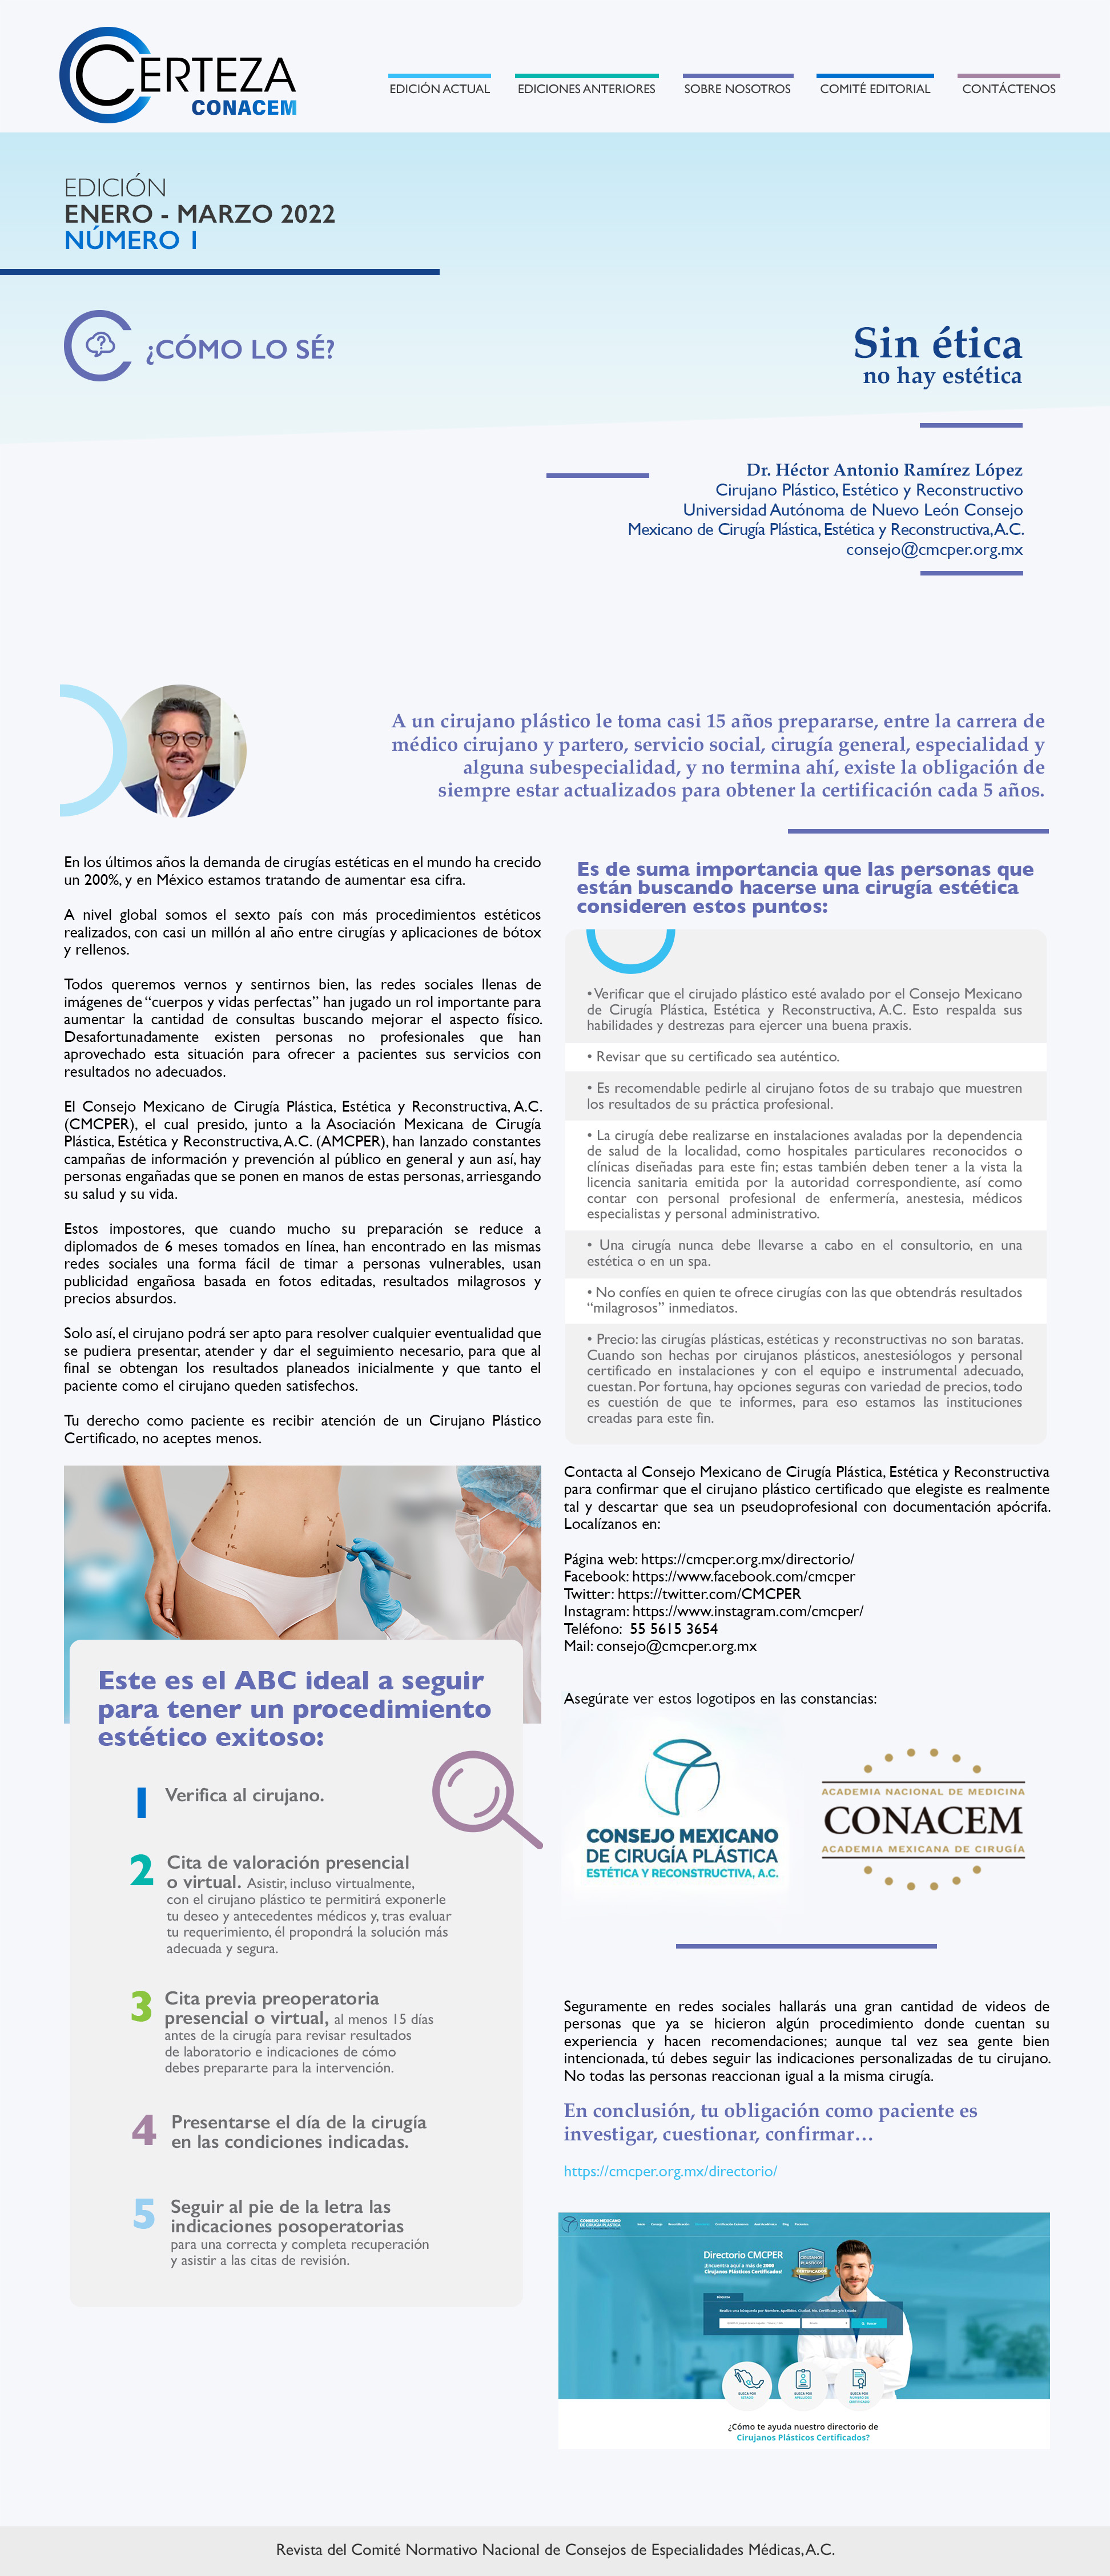 CERTEZA
CONACEM
EDICIÓN ACTUAL
EDICIONES ANTERIORES
SOBRE NOSOTROS
COMITÉ EDITORIAL
CONTÁCTENOS
EDICIÓN
ENERO - MARZO 2022
NÚMERO 1
¿CÓMO LO SÉ?
Sin ética
no hay estética
Dr. Héctor Antonio Ramírez López
Cirujano Plástico, Estético y Reconstructivo
Universidad Autónoma de Nuevo León Consejo
Mexicano de Cirugía Plástica, Estética y Reconstructiva, A.C.
consejo@cmcper.org.mx
A un cirujano plástico le toma casi 15 años prepararse, entre la carrera de
médico cirujano y partero, servicio social, cirugía general, especialidad y
alguna subespecialidad, y no termina ahí, existe la obligación de
siempre estar actualizados para obtener la certificación cada 5 años.
En los últimos años la demanda de cirugías estéticas en el mundo ha crecido
un 200%, y en México estamos tratando de aumentar esa cifra.
A nivel global somos el sexto país con más procedimientos estéticos
realizados, con casi un millón al año entre cirugías y aplicaciones de bótox
y rellenos.
Todos queremos vernos y sentirnos bien, las redes sociales llenas de
imágenes de “cuerpos y vidas perfectas” han jugado un rol importante para
aumentar la cantidad de consultas buscando mejorar el aspecto físico.
Desafortunadamente existen personas no profesionales que han
aprovechado esta situación para ofrecer a pacientes sus servicios con
resultados no adecuados.
El Consejo Mexicano de Cirugía Plástica, Estética y Reconstructiva, A.C.
(CMCPER), el cual presido, junto a la Asociación Mexicana de Cirugía
Plástica, Estética y Reconstructiva, A.C. (AMCPER), han lanzado constantes
campañas de información y prevención al público en general y aun así, hay
personas engañadas que se ponen en manos de estas personas, arriesgando
su salud y su vida.
Estos impostores, que cuando mucho su preparación se reduce a
diplomados de 6 meses tomados en línea, han encontrado en las mismas
redes sociales una forma fácil de timar a personas vulnerables, usan
publicidad engañosa basada en fotos editadas, resultados milagrosos y
precios absurdos.
Solo así, el cirujano podrá ser apto para resolver cualquier eventualidad que
se pudiera presentar, atender y dar el seguimiento necesario, para que al
final se obtengan los resultados planeados inicialmente y que tanto el
paciente como el cirujano queden satisfechos.
Tu derecho como paciente es recibir atención de un Cirujano Plástico
Certificado, no aceptes menos.
Este es el ABC ideal a seguir
para tener un procedimiento
estético exitoso:
1 Verifica al cirujano.
2 Cita de valoración presencial
o virtual. Asistir, incluso virtualmente,
con el cirujano plástico te permitirá exponerle
tu deseo y antecedentes médicos y, tras evaluar
tu requerimiento, él propondrá la solución más
adecuada y segura.
3 Cita previa preoperatoria
presencial o virtual, al menos 15 días
antes de la cirugía para revisar resultados
de laboratorio e indicaciones de cómo
debes prepararte para la intervención.
4 Presentarse el día de la cirugía
en las condiciones indicadas.
5 Seguir al pie de la letra las
indicaciones posoperatorias
para una correcta y completa recuperación
y asistir a las citas de revisión.
Es de suma importancia que las personas que
están buscando hacerse una cirugía estética
consideren estos puntos:
• Verificar que el cirujado plástico esté avalado por el Consejo Mexicano
de Cirugía Plástica, Estética y Reconstructiva, A.C. Esto respalda sus
habilidades y destrezas para ejercer una buena praxis.
• Revisar que su certificado sea auténtico.
• Es recomendable pedirle al cirujano fotos de su trabajo que muestren
los resultados de su práctica profesional.
• La cirugía debe realizarse en instalaciones avaladas por la dependencia
de salud de la localidad, como hospitales particulares reconocidos o
clínicas diseñadas para este fin; estas también deben tener a la vista la
licencia sanitaria emitida por la autoridad correspondiente, así como
contar con personal profesional de enfermería, anestesia, médicos
especialistas y personal administrativo.
• Una cirugía nunca debe llevarse a cabo en el consultorio, en una
estética o en un spa.
• No confíes en quien te ofrece cirugías con las que obtendrás resultados
“milagrosos” inmediatos.
• Precio: las cirugías plásticas, estéticas y reconstructivas no son baratas.
Cuando son hechas por cirujanos plásticos, anestesiólogos y personal
certificado en instalaciones y con el equipo e instrumental adecuado,
cuestan. Por fortuna, hay opciones seguras con variedad de precios, todo
es cuestión de que te informes, para eso estamos las instituciones
creadas para este fin.
Contacta al Consejo Mexicano de Cirugía Plástica, Estética y Reconstructiva
para confirmar que el cirujano plástico certificado que elegiste es realmente
tal y descartar que sea un pseudoprofesional con documentación apócrifa.
Localízanos en:
Página web: https://cmcper.org.mx/directorio/
Facebook: https://www.facebook.com/cmcper
Twitter: https://twitter.com/CMCPER
Instagram: https://www.instagram.com/cmcper/
Teléfono: 55 5615 3654
Mail: consejo@cmcper.org.mx
Asegúrate ver estos logotipos en las constancias:
CONSEJO MEXICANO
DE CIRUGÍA PLÁSTICA
ESTÉTICA Y RECONSTRUCTIVA, A.C.
ACADEMIA NACIONAL DE MEDICINA
CONACEM
ACADEMIA MEXICANA DE CIRUGÍA
Seguramente en redes sociales hallarás una gran cantidad de videos de
personas que ya se hicieron algún procedimiento donde cuentan su
experiencia y hacen recomendaciones; aunque tal vez sea gente bien
intencionada, tú debes seguir las indicaciones personalizadas de tu cirujano.
No todas las personas reaccionan igual a la misma cirugía.
En conclusión, tu obligación como paciente es
investigar, cuestionar, confirmar…
https://cmcper.org.mx/directorio/
CONSEJO MEXICANO
DE CIRUGÍA PLÁSTICA
Directorio CMCPER
¡Encuentra aquí a más de 2000
Cirujanos Plásticos Certificados!
CIRUJANOS
PLÁSTICOS
CERTIFICADOS
Buscar
BUSCA POR
ESTADO
BUSCA POR
APELLIDO
BUSCA POR
NÚMERO DE
CERTIFICADO
¿Cómo te ayuda nuestro directorio de
Cirujanos Plásticos Certificados?
Revista del Comité Normativo Nacional de Consejos de Especialidades Médicas, A.C.